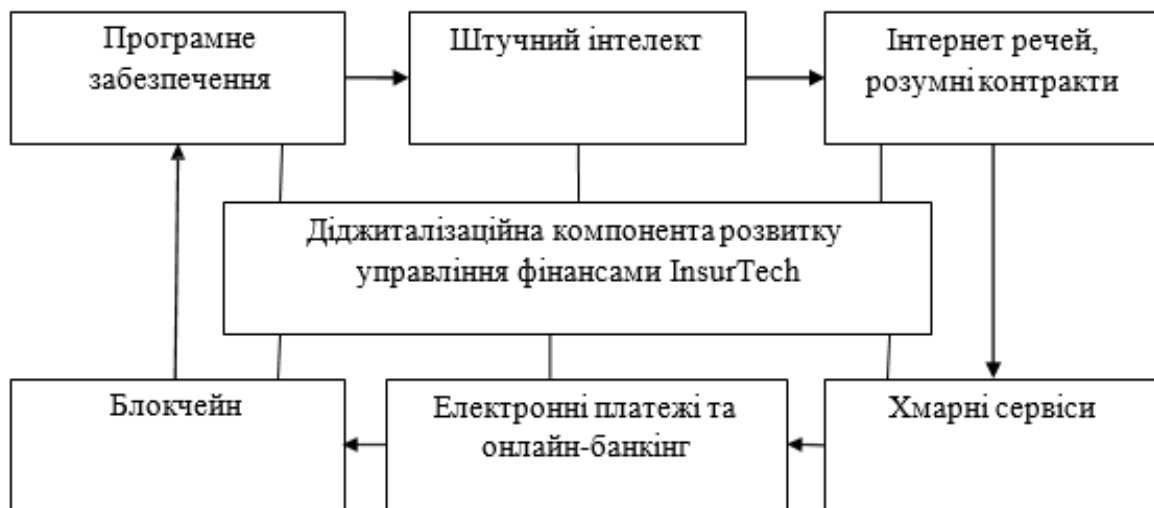 Програмне
забезпечення
Штучний інтелект
Інтернет речей,
розумні контракти
Діджиталізаційна компонента розвитку
управління фінансами InsurTech
Блокчейн
Електронні платежі та
онлайн-банкінг
Хмарні сервіси